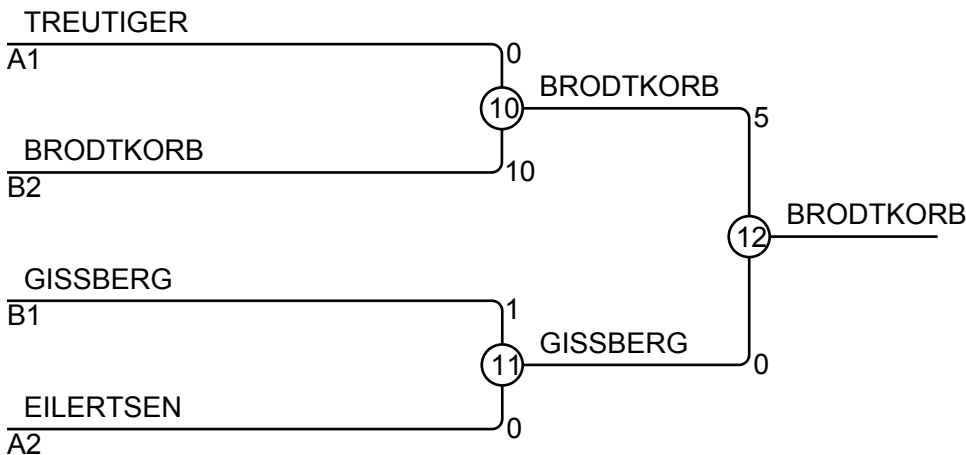 TREUTIGER
A1
0
10
BRODTKORB
5
BRODTKORB
B2
10
12
BRODTKORB
GISSBERG
B1
1
11
GISSBERG
0
EILERTSEN
A2
0